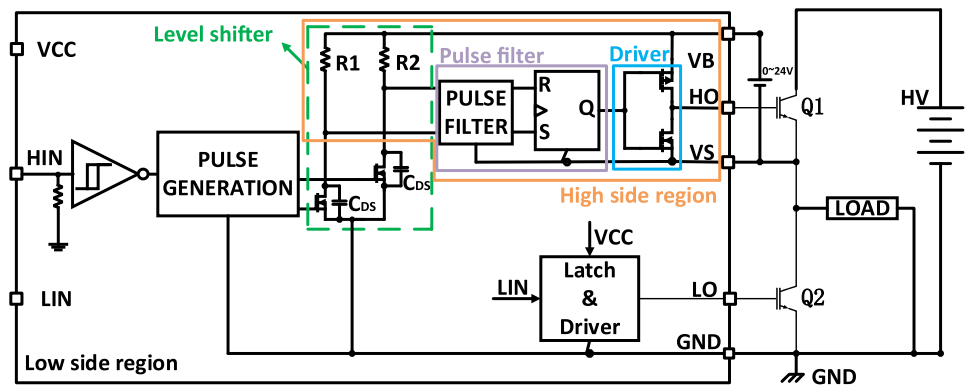 Level shifter
VCC
R1
R2
Pulse filter
Driver
VB
0~24V
PULSE
FILTER
R
S
Q
HO
Q1
HV
HIN
PULSE
GENERATION
VS
CDS
CDS
High side region
LOAD
VCC
LIN
LIN
Latch
&
Driver
LO
Q2
GND
Low side region
GND